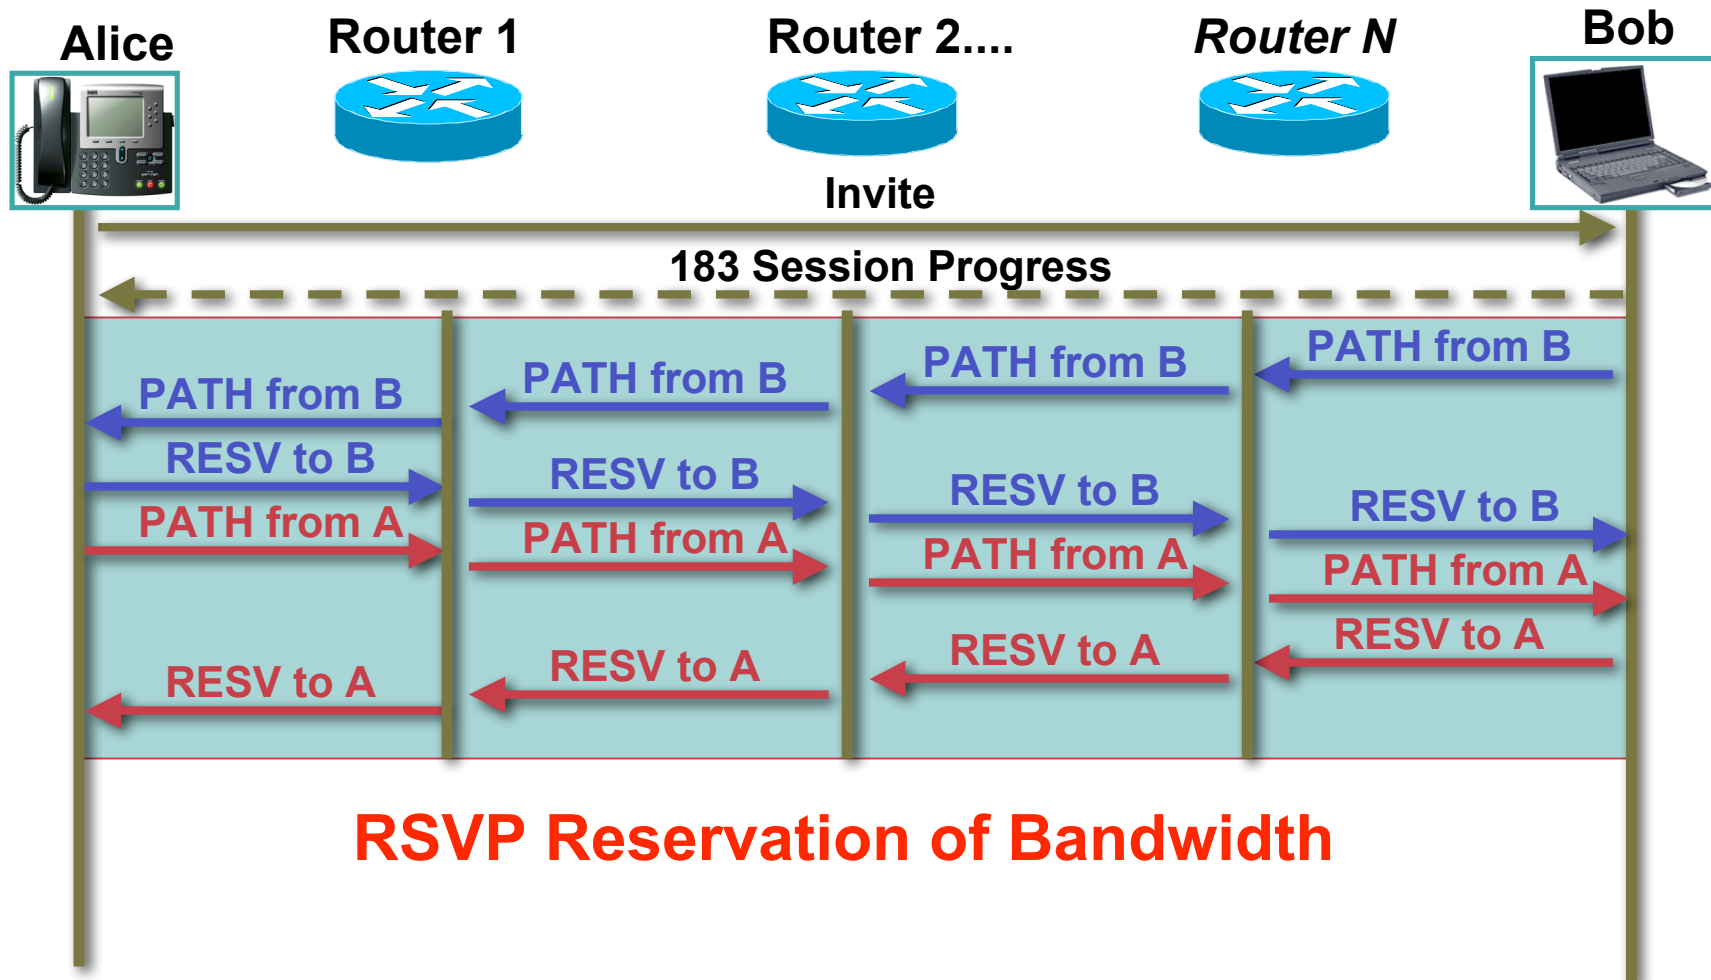 Alice
Router 1
Router 2....
Router N
Bob
Invite
183 Session Progress
PATH from B
PATH from B
PATH from B
PATH from B
RESV to B
RESV to B
RESV to B
RESV to B
PATH from A
PATH from A
PATH from A
PATH from A
RESV to A
RESV to A
RESV to A
RESV to A
RSVP Reservation of Bandwidth